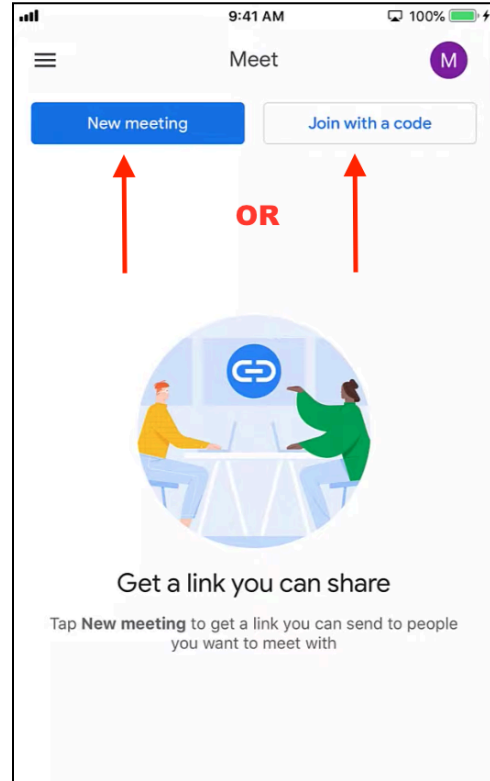 9:41 AM 100%
Meet M
New meeting Join with a code
OR
Get a link you can share
Tap New meeting to get a link you can send to people
you want to meet with